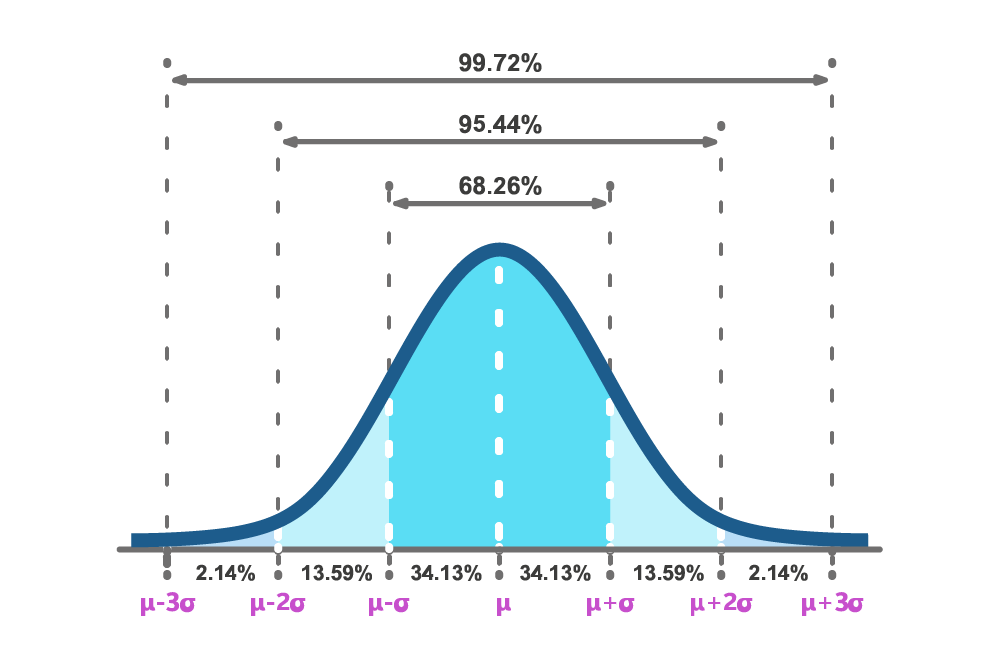 99.72%
95.44%
68.26%
2.14% 13.59% 34.13% 34.13% 13.59% 2.14%
μ-3σ μ-2σ μ-σ μ μ+σ μ+2σ μ+3σ